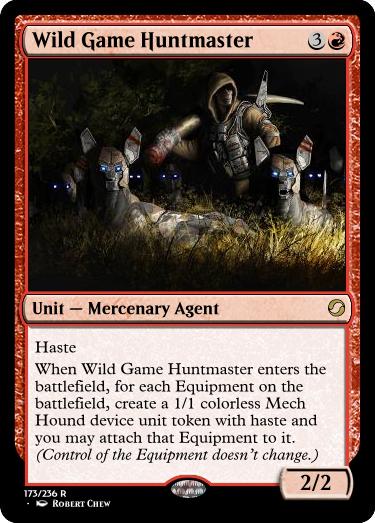 Wild Game Huntmaster 3
Unit — Mercenary Agent
Haste
When Wild Game Huntmaster enters the
battlefield, for each Equipment on the
battlefield, create a 1/1 colorless Mech
Hound device unit token with haste and
you may attach that Equipment to it.
(Control of the Equipment doesn't change.)
2/2
173/236 R
· Robert Chew